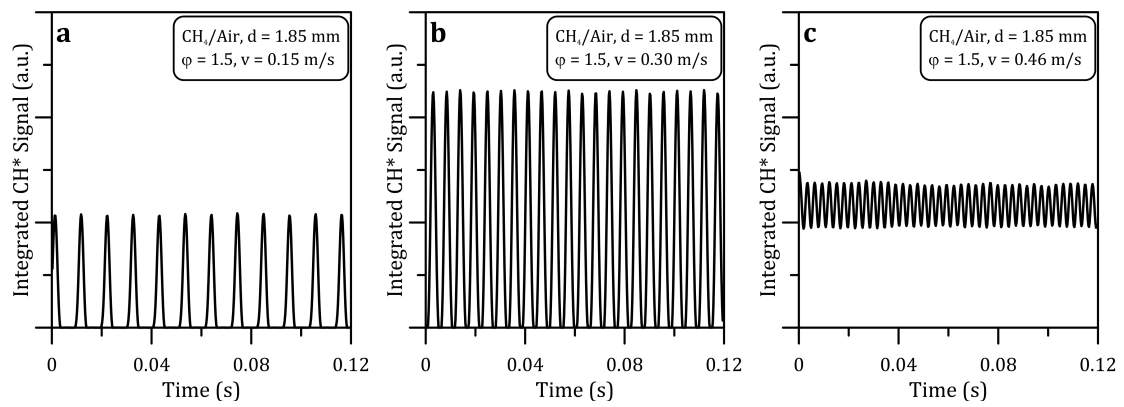 a
CH₄/Air, d = 1.85 mm
φ = 1.5, v = 0.15 m/s
Integrated CH* Signal (a.u.)
0
0.04
0.08
0.12
Time (s)
b
CH₄/Air, d = 1.85 mm
φ = 1.5, v = 0.30 m/s
Integrated CH* Signal (a.u.)
0
0.04
0.08
0.12
Time (s)
c
CH₄/Air, d = 1.85 mm
φ = 1.5, v = 0.46 m/s
Integrated CH* Signal (a.u.)
0
0.04
0.08
0.12
Time (s)